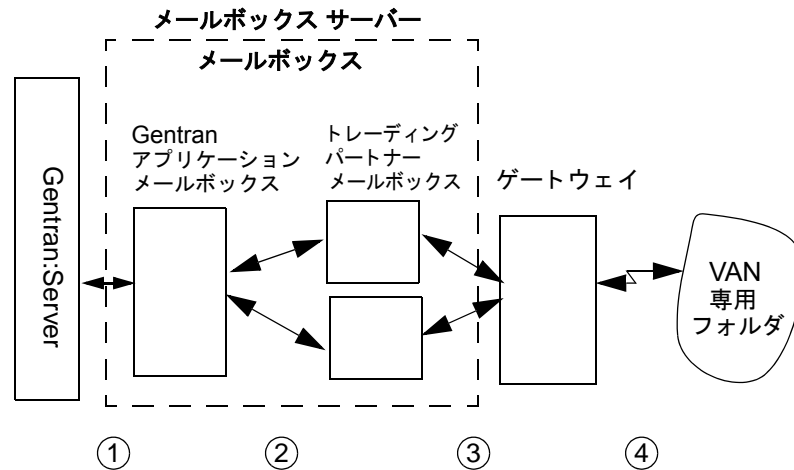 メールボックス サーバー
メールボックス
Gentran:Server
Gentran
アプリケーション
メールボックス
トレーディング
パートナー
メールボックス
ゲートウェイ
VAN
専用
フォルダ
① ② ③ ④